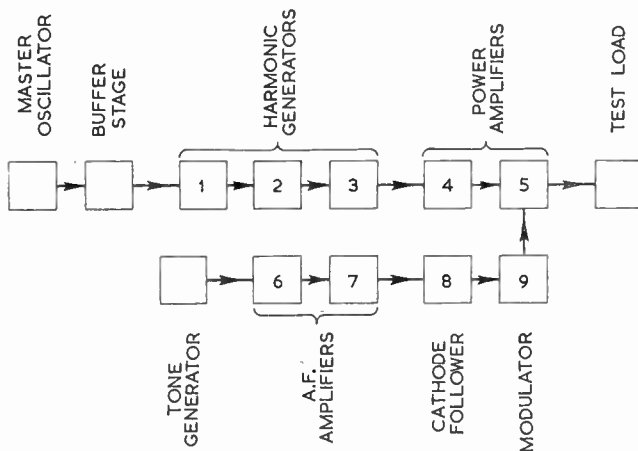 MASTER
OSCILLATOR
BUFFER
STAGE
HARMONIC
GENERATORS
POWER
AMPLIFIERS
TEST LOAD
1
2
3
4
5
6
7
8
9
TONE
GENERATOR
A.F.
AMPLIFIERS
CATHODE
FOLLOWER
MODULATOR